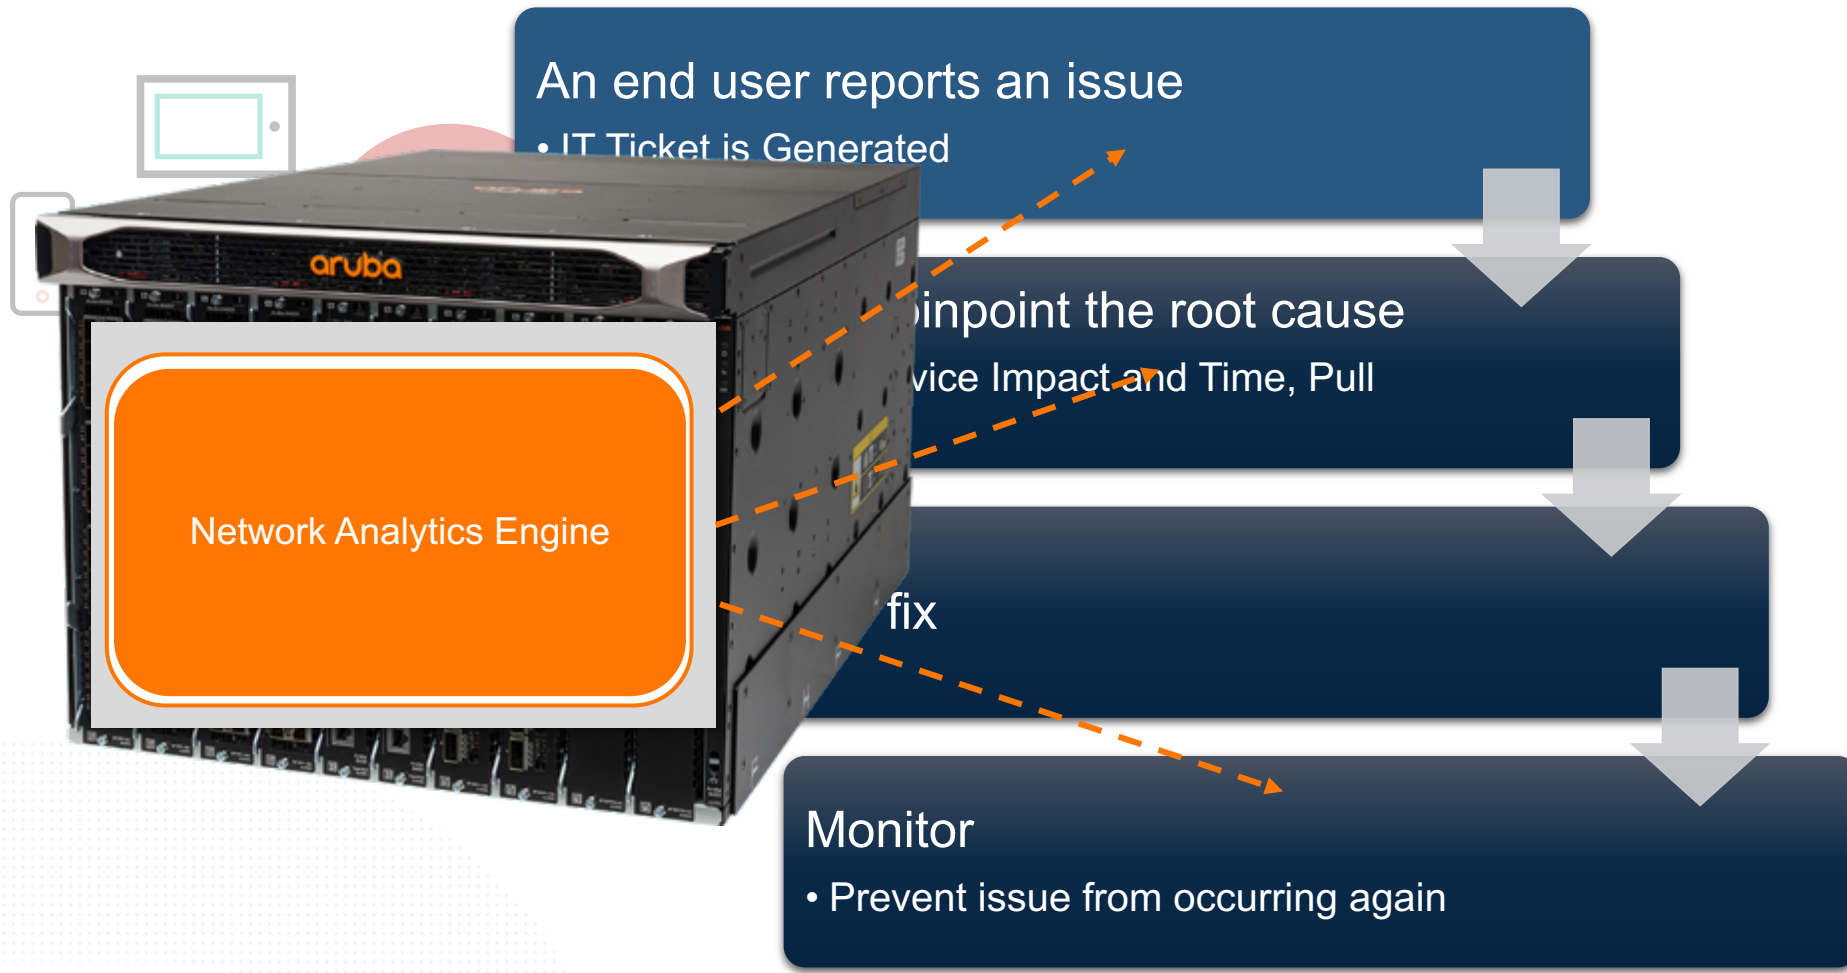 An end user reports an issue
• IT Ticket is Generated
aruba
inpoint the root cause
vice Impact and Time, Pull
Network Analytics Engine
fix
Monitor
• Prevent issue from occurring again